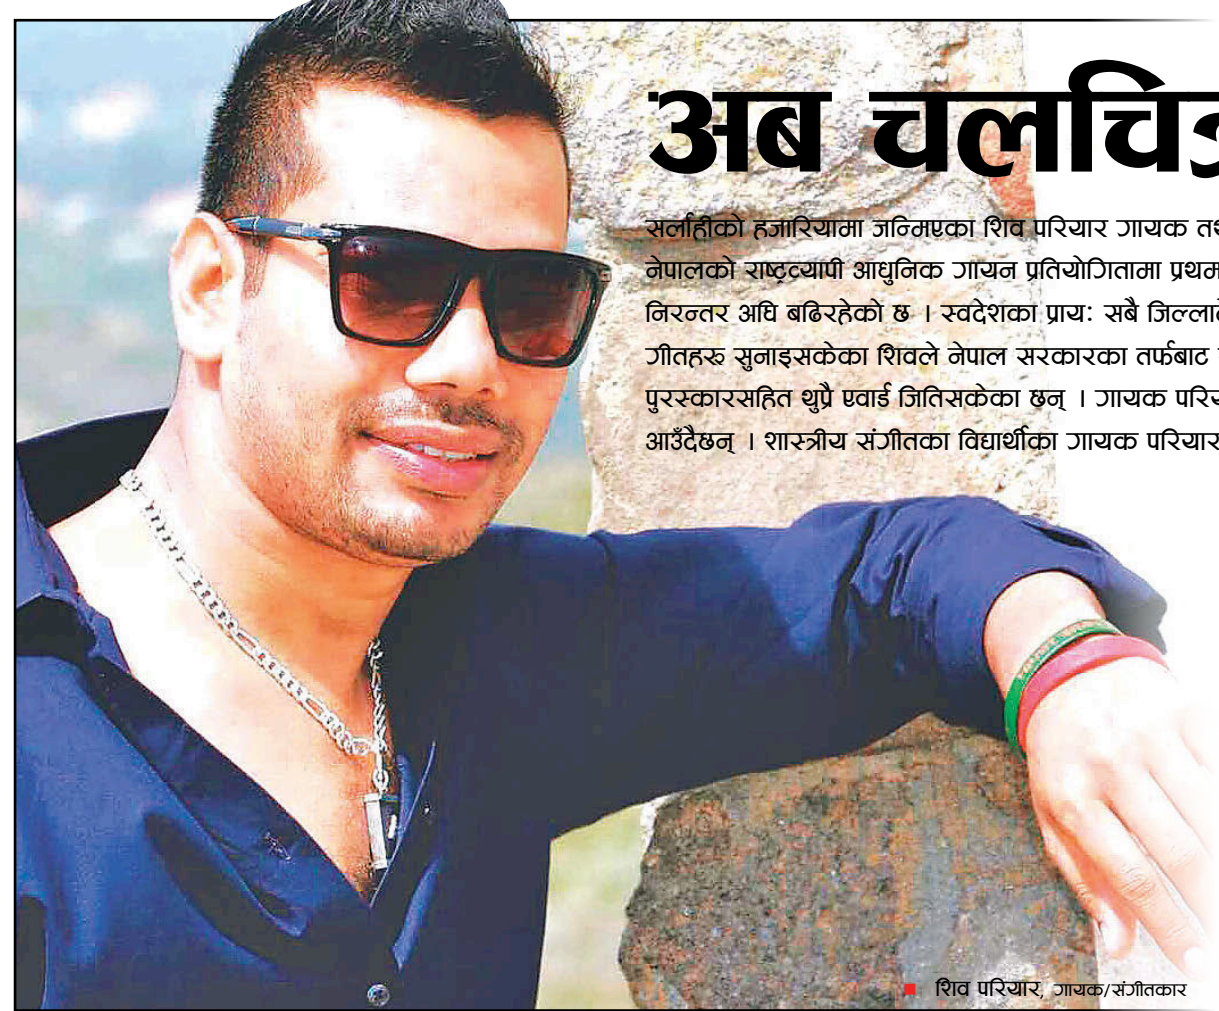 अब चलचित्र
सर्लाहीको हजारियामा जन्मिएका शिव परियार गायक
नेपालको राष्ट्रव्यापी आधुनिक गायन प्रतियोगितामा प्रथम
निरन्तर अघि बढिरहेको छ । स्वदेशका प्राय: सबै
गीतहरू सुनाइसकेका शिवले नेपाल सरकारका तर्फबाट
पुरस्कारसहित थुप्रै एवार्ड जितिसकेका छन् । गायक
आउँदैछन् । शास्त्रीय संगीतका विद्यार्थीका गायक परियार
■ शिव परियार, गायक/संगीतकार